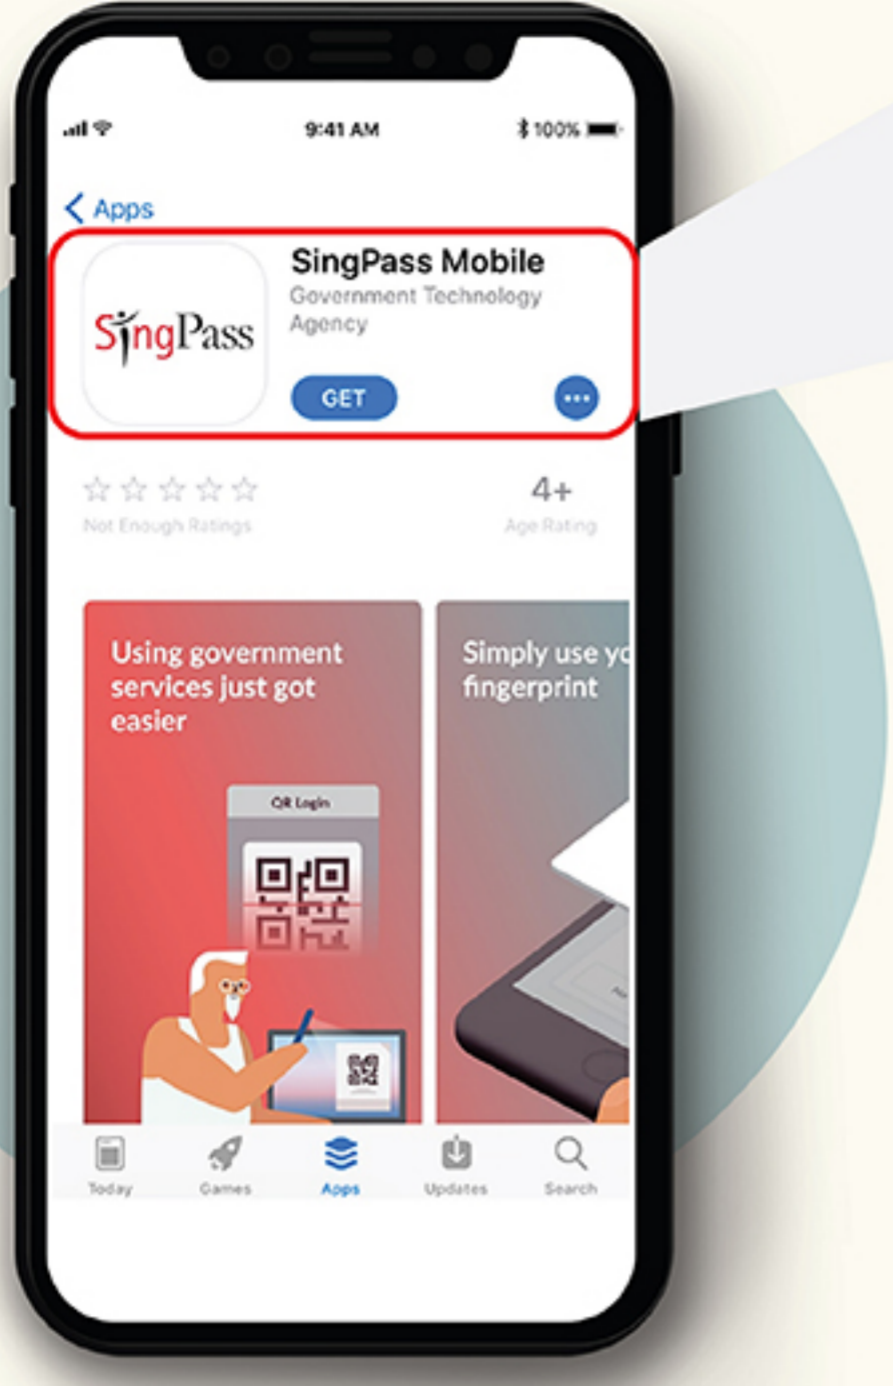 9:41 AM
100%
Apps
SingPass
SingPass Mobile
Government Technology
Agency
GET
Not Enough Ratings
4+
Age Rating
Using government
services just got
easier
QR Login
Simply use
fingerprint
Today
Games
Apps
Updates
Search